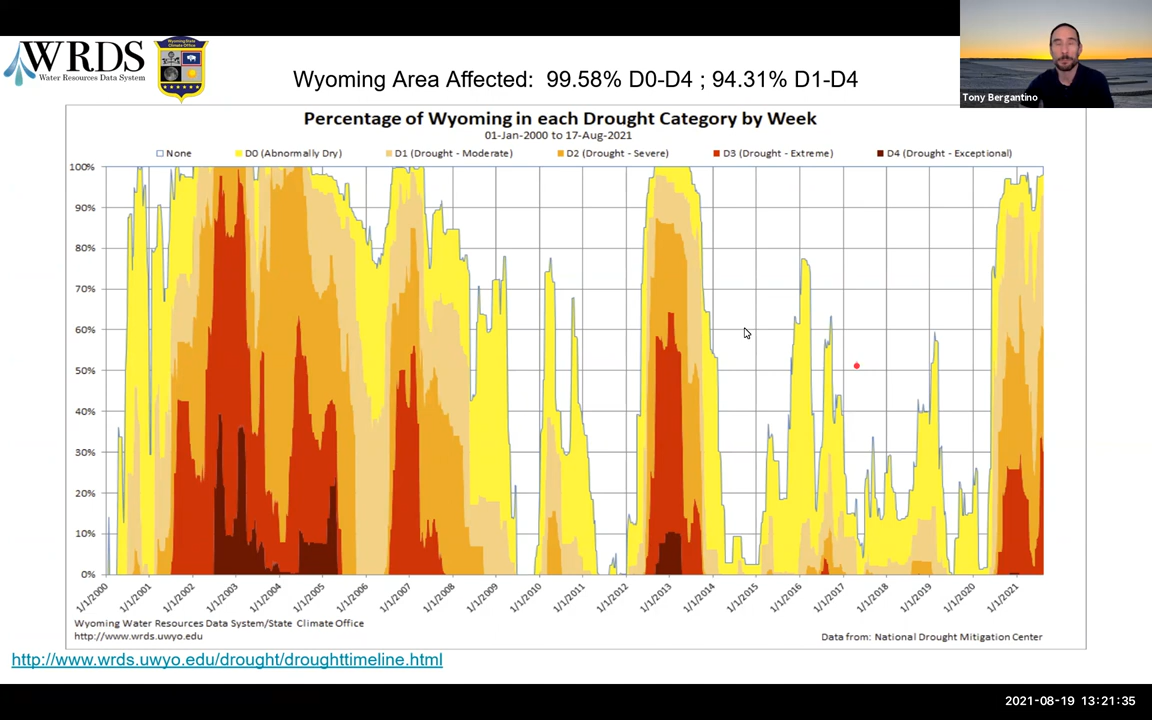 WRDS
Water Resources Data System
Wyoming State
Climate Office
Wyoming Area Affected: 99.58% D0-D4 ; 94.31% D1-D4
Tony Bergantino
Percentage of Wyoming in each Drought Category by Week
01-Jan-2000 to 17-Aug-2021
None
D0 (Abnormally Dry)
D1 (Drought - Moderate)
D2 (Drought - Severe)
D3 (Drought - Extreme)
D4 (Drought - Exceptional)
100%
90%
80%
70%
60%
50%
40%
30%
20%
10%
0%
1/1/2000
1/1/2001
1/1/2002
1/1/2003
1/1/2004
1/1/2005
1/1/2006
1/1/2007
1/1/2008
1/1/2009
1/1/2010
1/1/2011
1/1/2012
1/1/2013
1/1/2014
1/1/2015
1/1/2016
1/1/2017
1/1/2018
1/1/2019
1/1/2020
1/1/2021
Wyoming Water Resources Data System/State Climate Office
http://www.wrds.uwyo.edu
Data from: National Drought Mitigation Center
http://www.wrds.uwyo.edu/drought/droughttimeline.html
2021-08-19 13:21:35